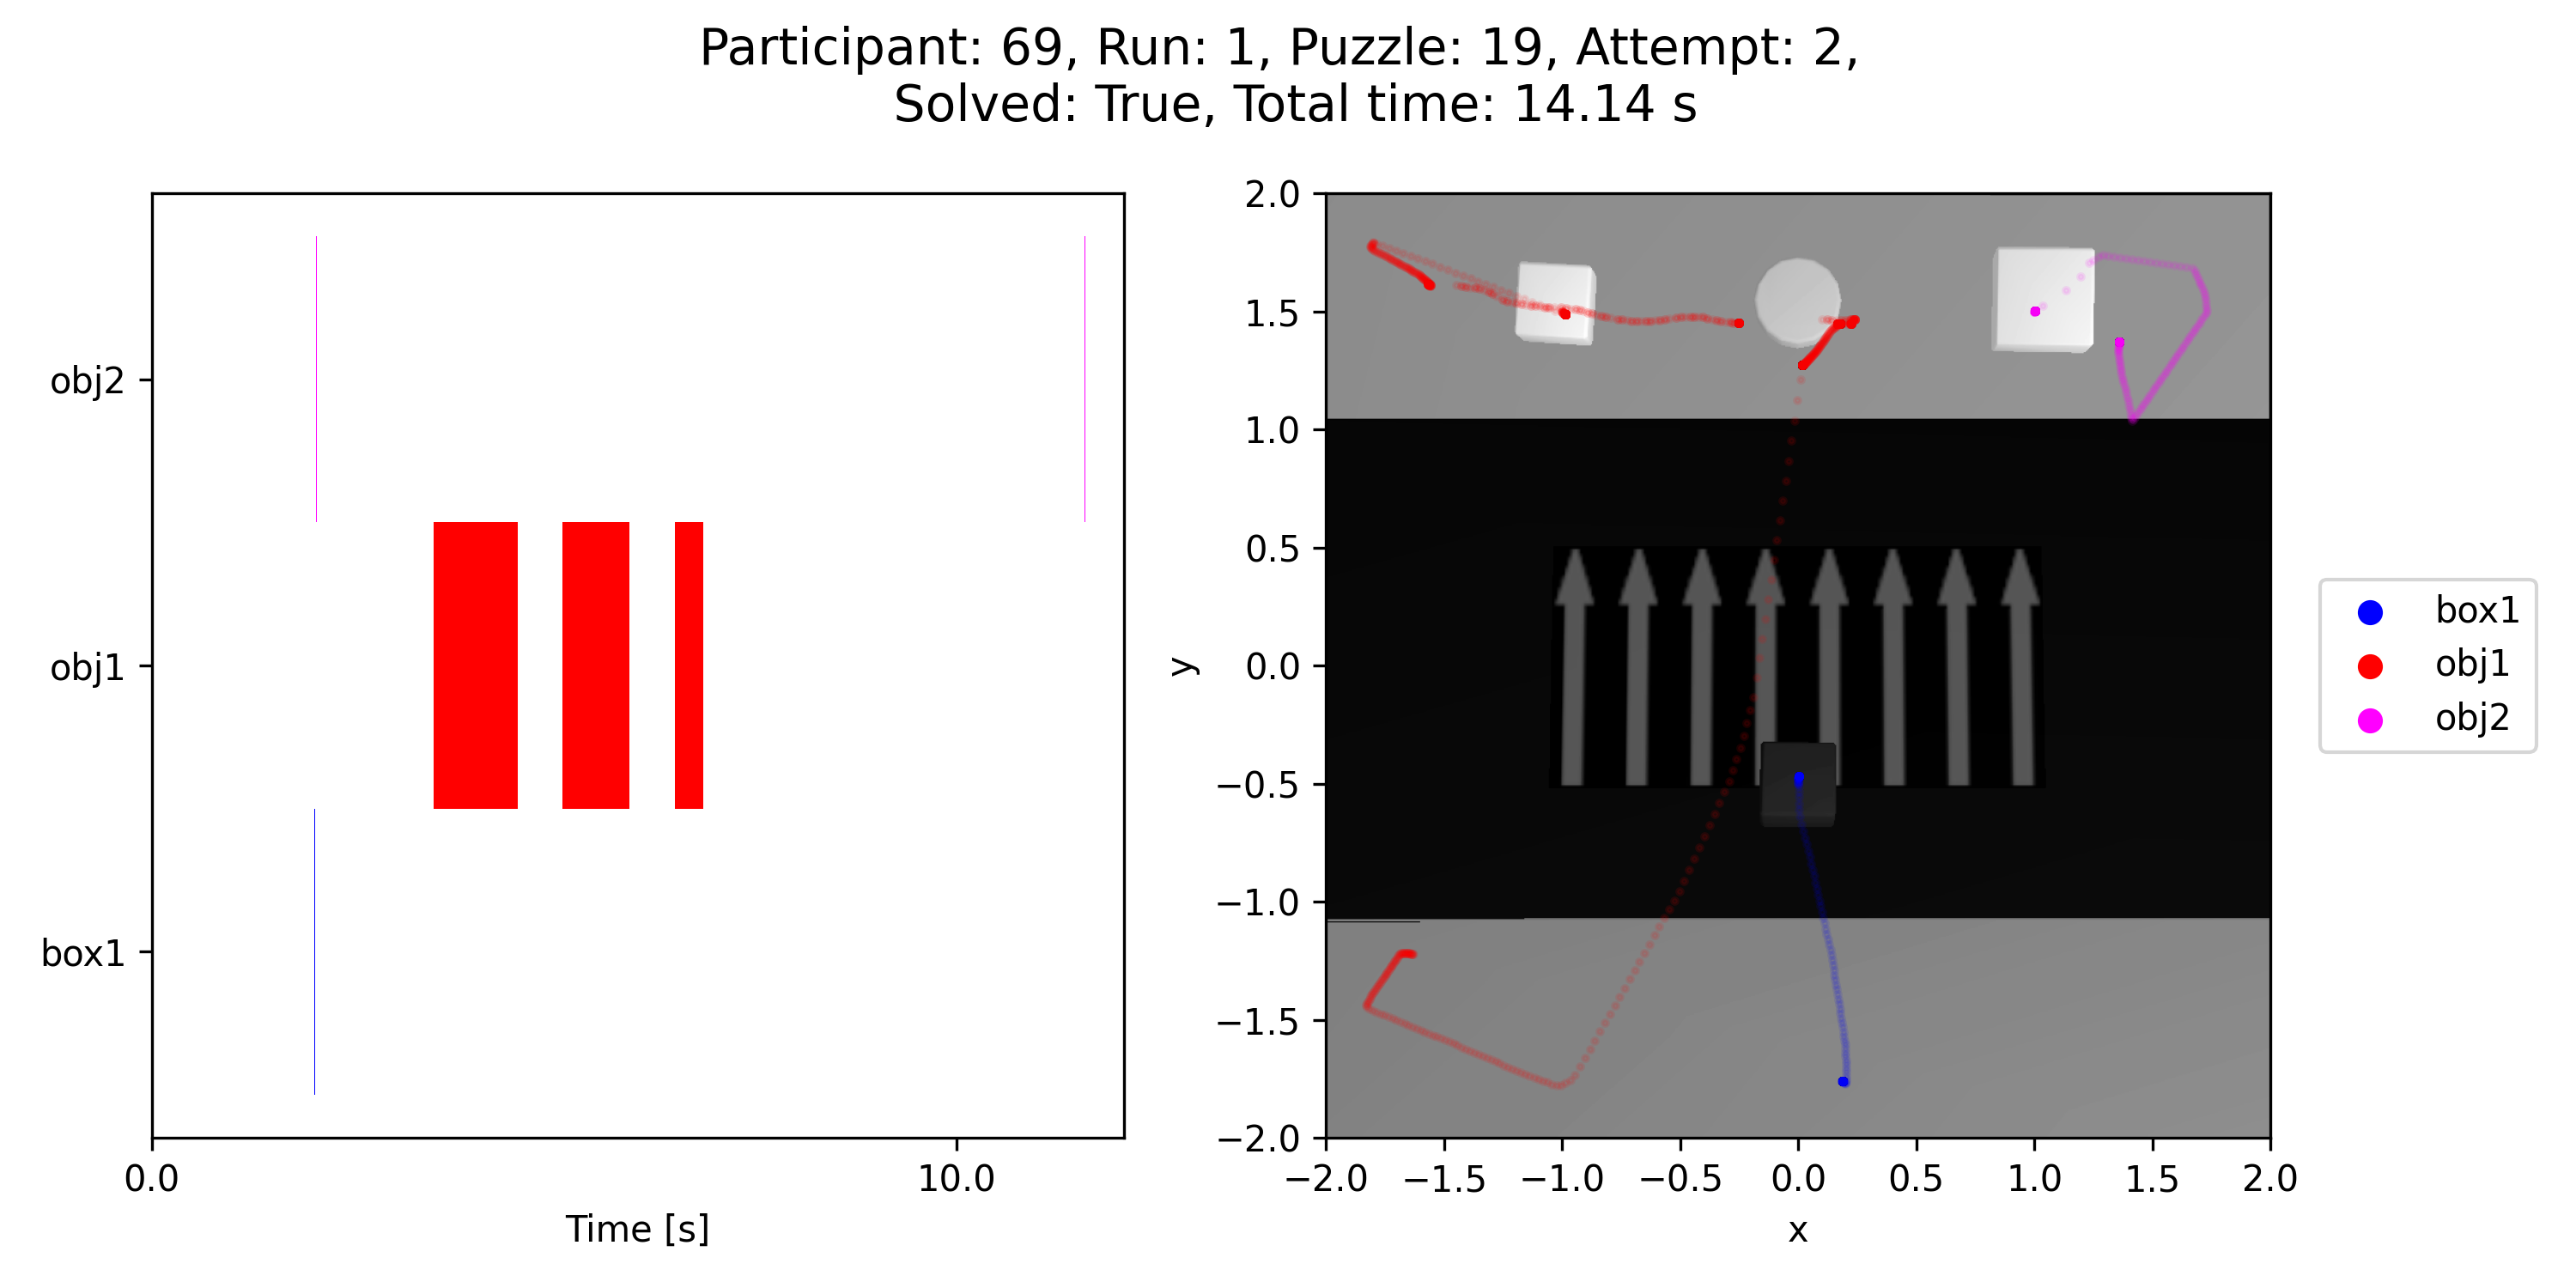 Participant: 69, Run: 1, Puzzle: 19, Attempt: 2,
Solved: True, Total time: 14.14 s
obj2
obj1
box1
0.0
10.0
Time [s]
2.0
1.5
1.0
0.5
0.0
−0.5
−1.0
−1.5
−2.0
y
−2.0
−1.5
−1.0
−0.5
0.0
0.5
1.0
1.5
2.0
x
box1
obj1
obj2